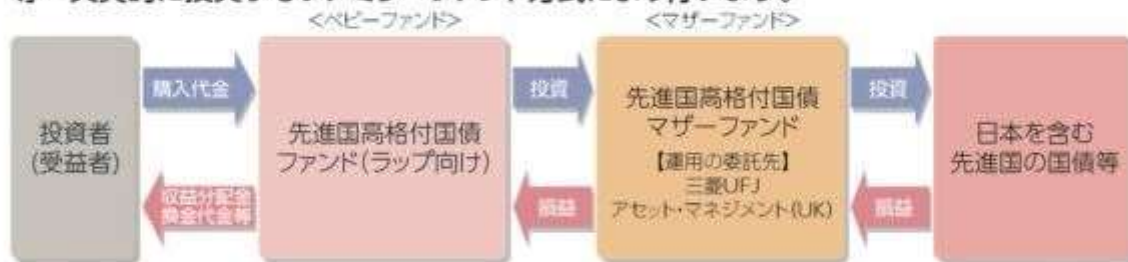 <ベビーファンド>
<マザーファンド>
購入代金
投資
投資
投資者
(受益者)
先進国高格付国債
ファンド(ラップ向け)
先進国高格付国債
マザーファンド
【運用の委託先】
三菱UFJ
アセット・マネジメント(UK)
日本を含む
先進国の国債等
収益分配金
換金代金等
損益
損益